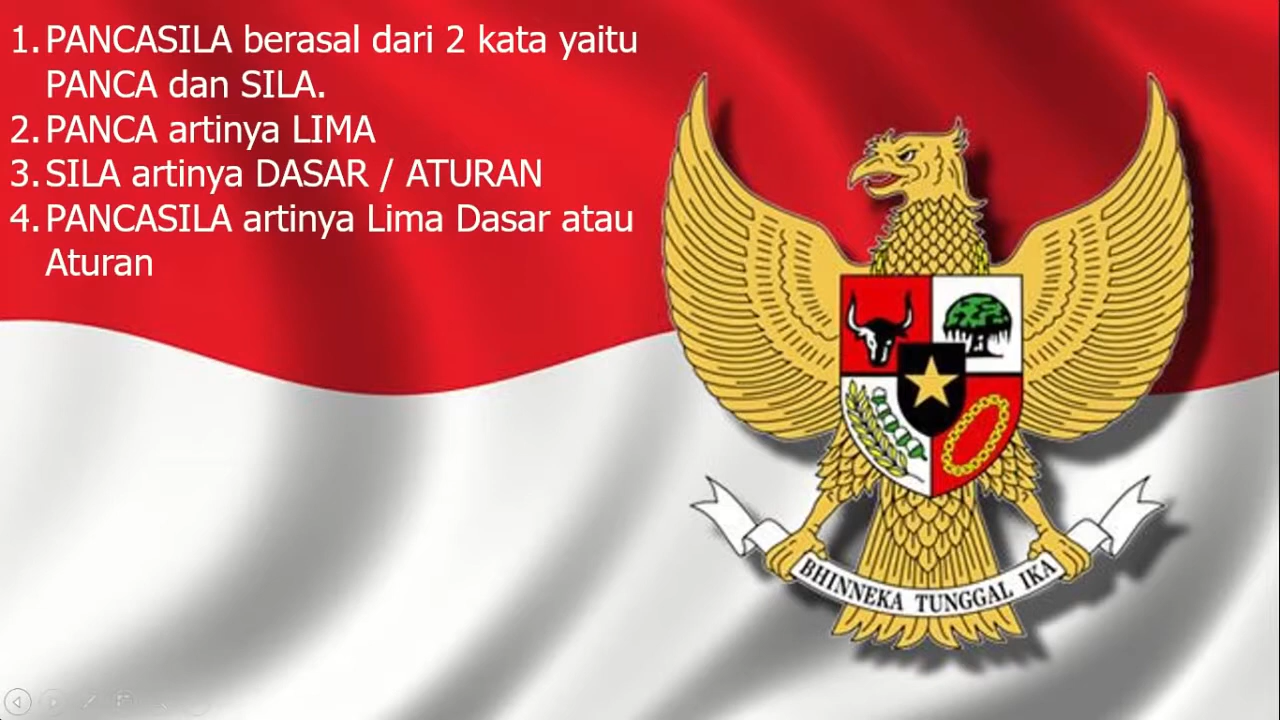 1. PANCASILA berasal dari 2 kata yaitu
PANCA dan SILA.
2. PANCA artinya LIMA
3. SILA artinya DASAR / ATURAN
4. PANCASILA artinya Lima Dasar atau
Aturan
BHINNEKA TUNGGAL IKA